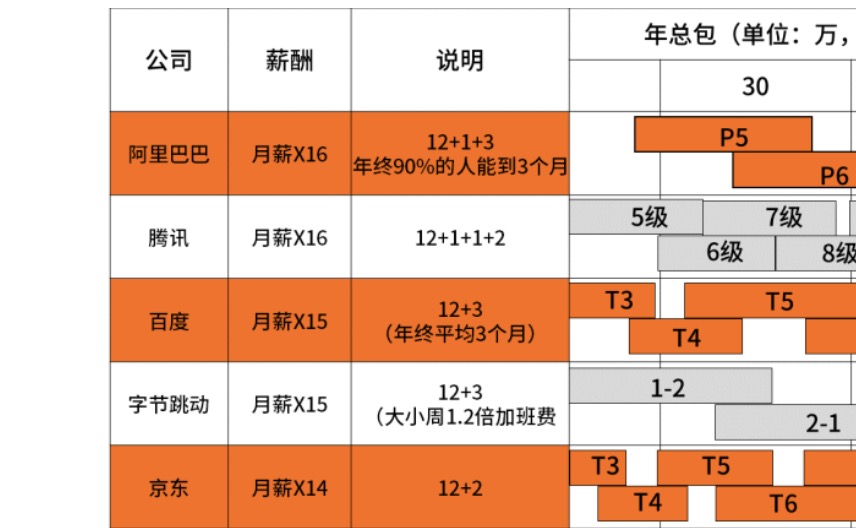 公司
薪酬
说明
年总包（单位：万，
30
阿里巴巴
月薪X16
12+1+3
年终90%的人能到3个月
P5
P6
腾讯
月薪X16
12+1+1+2
5级
7级
6级
8级
百度
月薪X15
12+3
（年终平均3个月）
T3
T5
T4
字节跳动
月薪X15
12+3
（大小周1.2倍加班费
1-2
2-1
京东
月薪X14
12+2
T3
T5
T4
T6